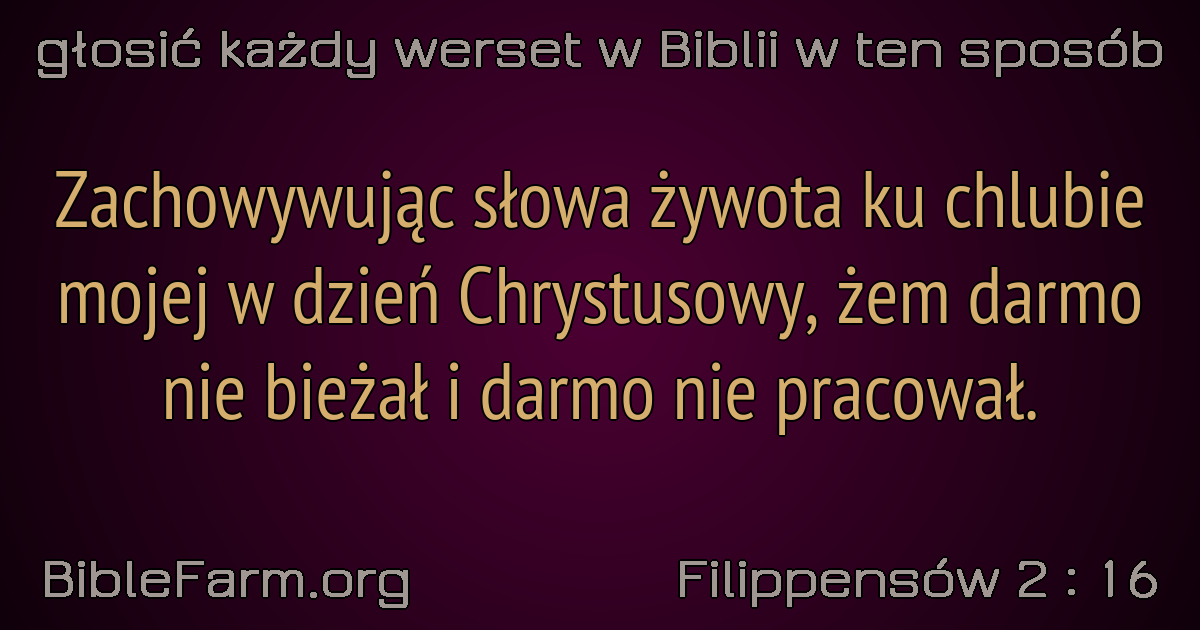 głosić każdy werset w Biblii w ten sposób
Zachowywując słowa żywota ku chlubie
mojej w dzień Chrystusowy, żem darmo
nie bieżał i darmo nie pracował.
BibleFarm.org
Filippensów 2 : 16